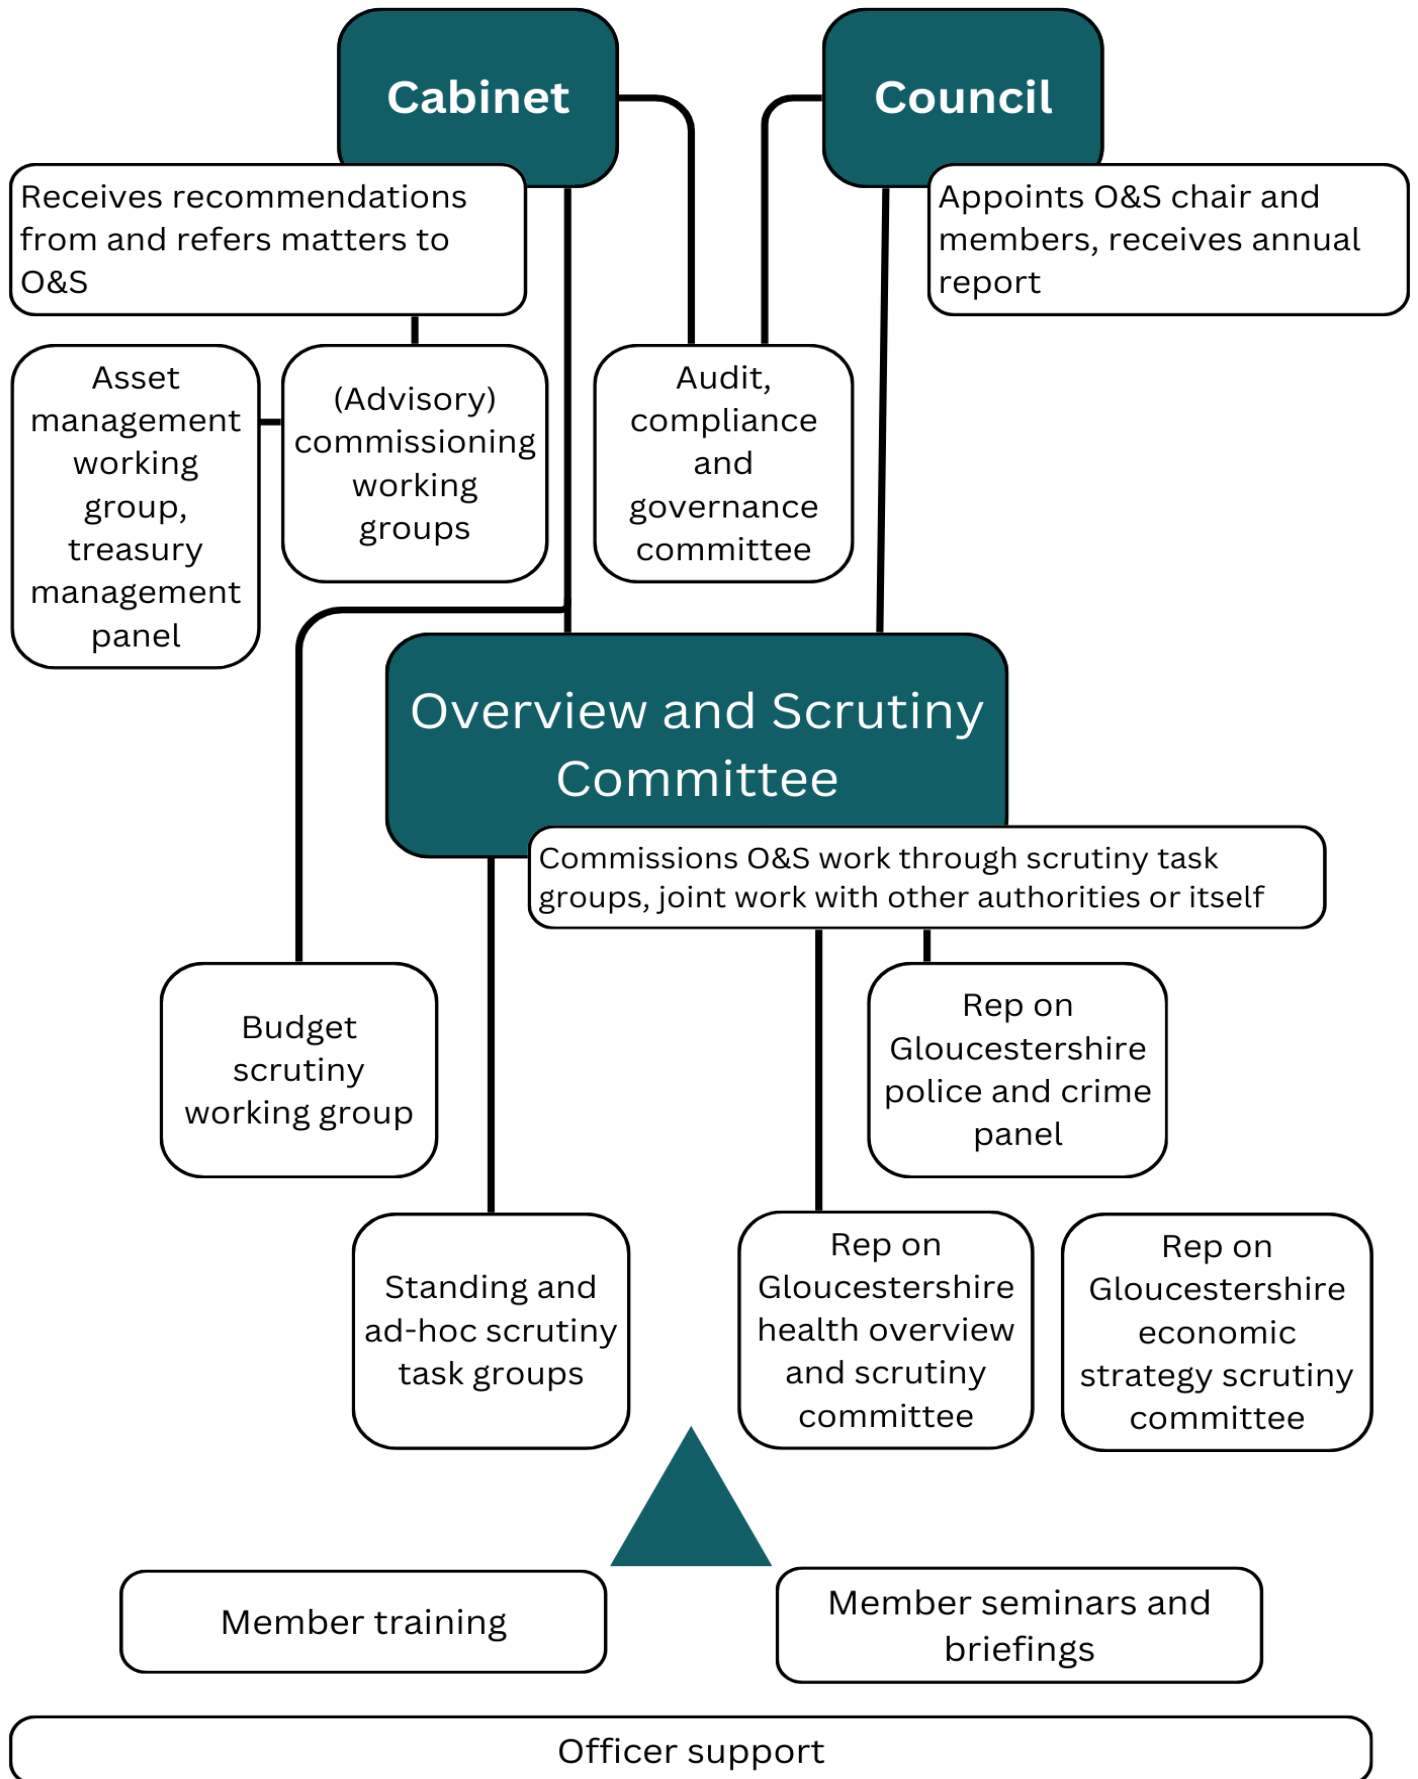 Cabinet
Council
Receives recommendations
from and refers matters to
O&S
Appoints O&S chair and
members, receives annual
report
Asset
management
working
group,
treasury
management
panel
(Advisory)
commissioning
working
groups
Audit,
compliance
and
governance
committee
Overview and Scrutiny
Committee
Commissions O&S work through scrutiny task
groups, joint work with other authorities or itself
Budget
scrutiny
working group
Rep on
Gloucestershire
police and crime
panel
Standing and
ad-hoc scrutiny
task groups
Rep on
Gloucestershire
health overview
and scrutiny
committee
Rep on
Gloucestershire
economic
strategy scrutiny
committee
Member training
Member seminars and
briefings
Officer support